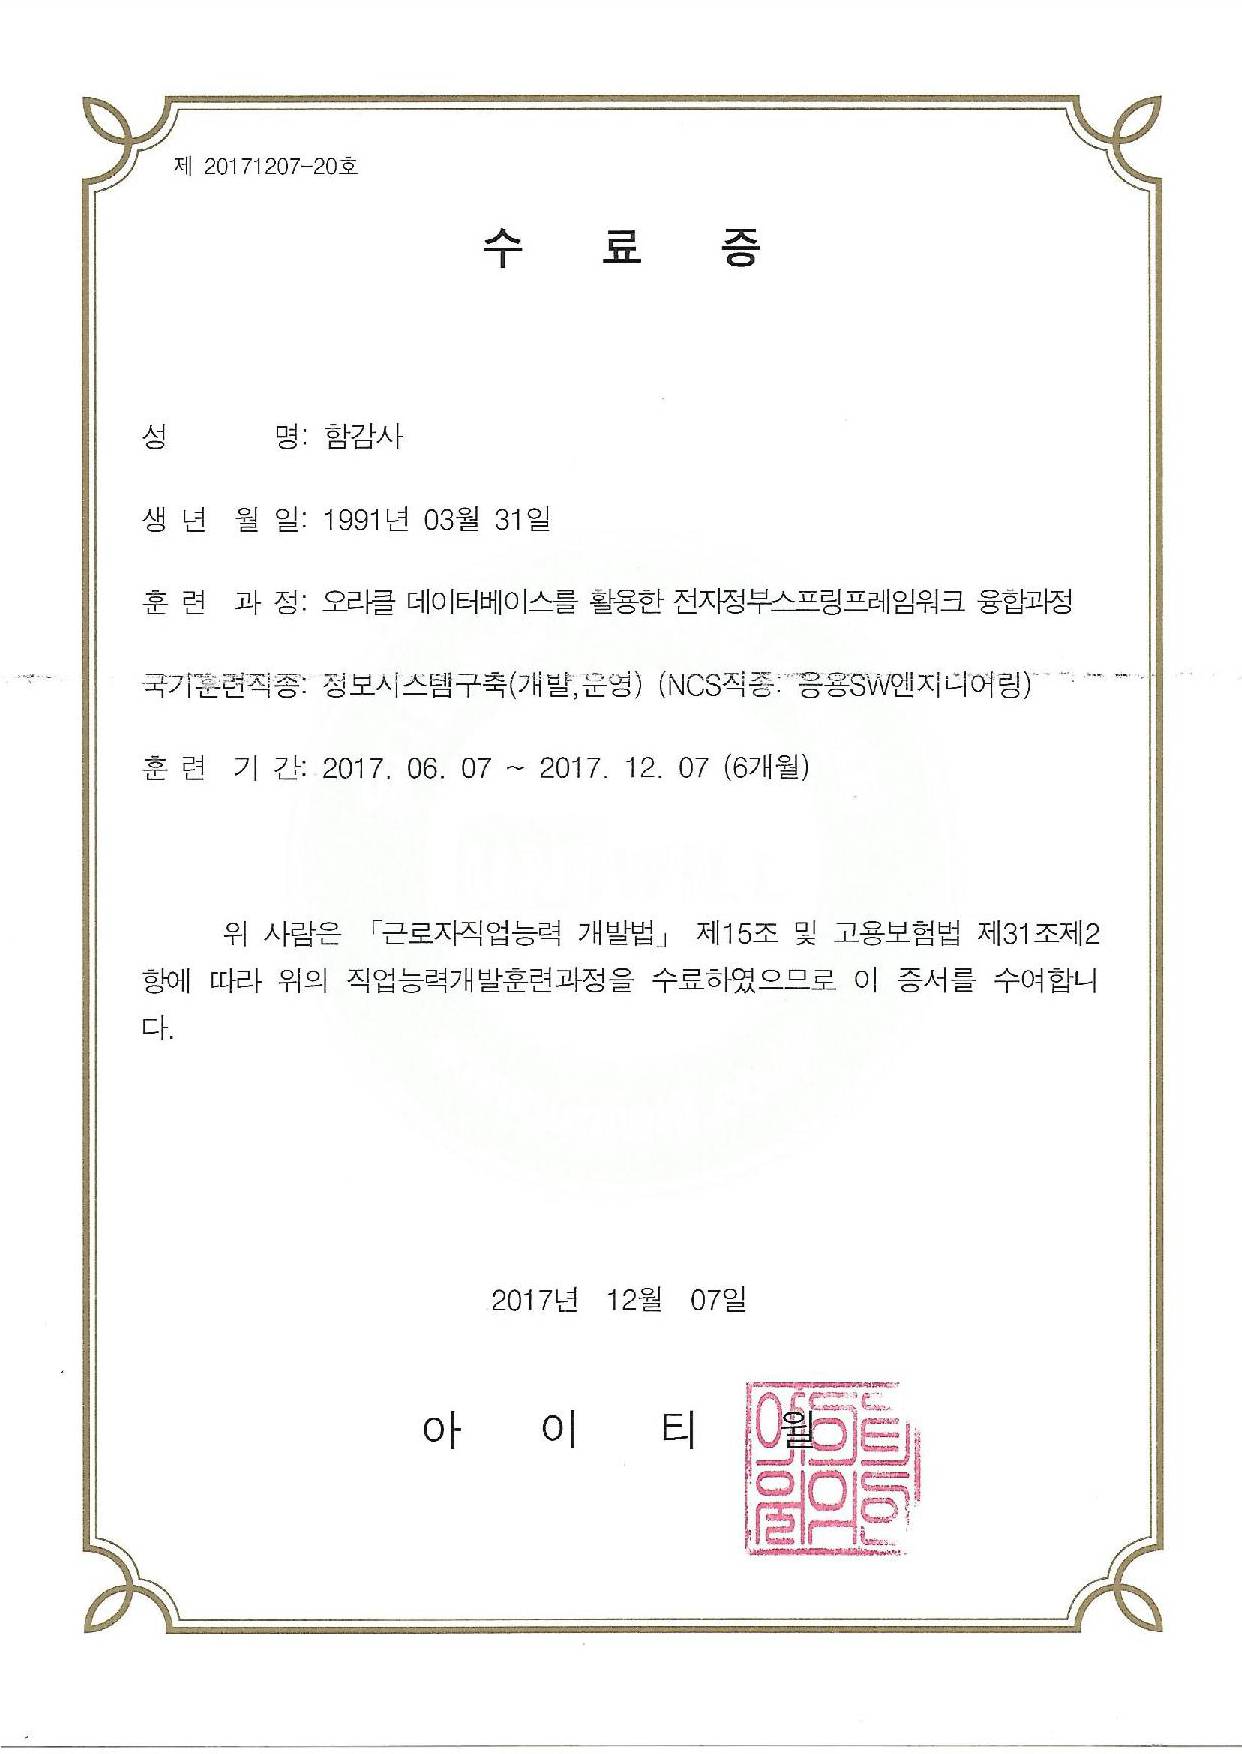 제 20171207-20호
수 료 증
성 명: 함감사
생 년 월 일: 1991년 03월 31일
훈 련 과 정: 오라클 데이터베이스를 활용한 전자정부스프링프레임워크 융합과정
국기훈련직종: 정보시스템구축(개발,운영) (NCS직종: 응용SW엔지니어링)
훈 련 기 간: 2017. 06. 07 ~ 2017. 12. 07 (6개월)
위 사람은 「근로자직업능력 개발법」 제15조 및 고용보험법 제31조제2
항에 따라 위의 직업능력개발훈련과정을 수료하였으므로 이 증서를 수여합니
다.
2017년 12월 07일
아 이 티 윌